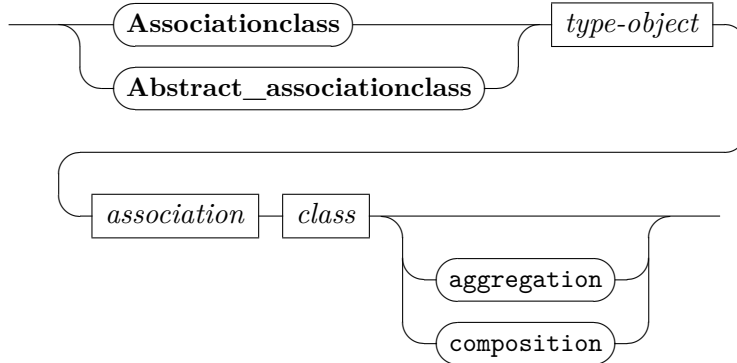 Associationclass type-object
Abstract_associationclass
association class
aggregation
composition